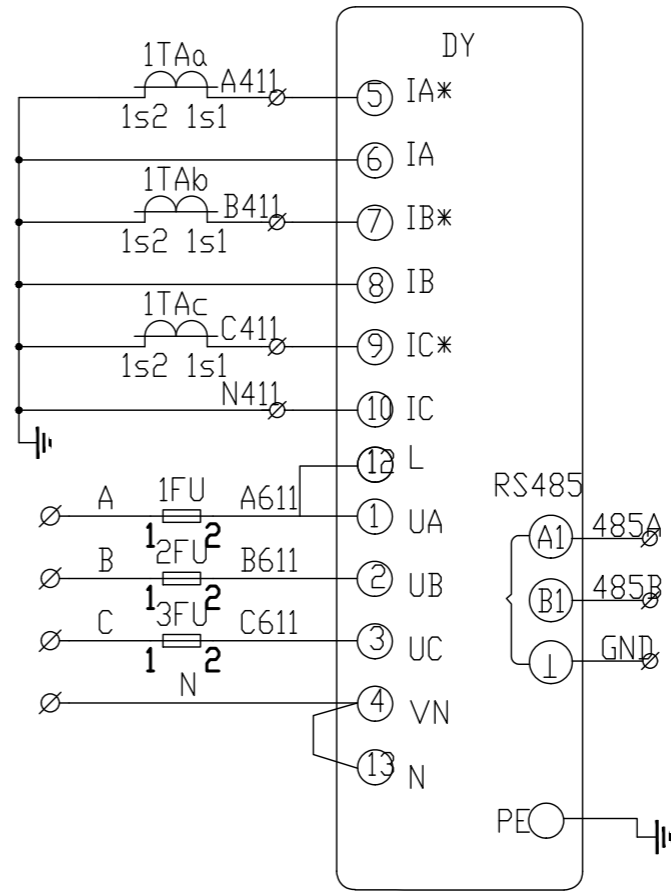 DY
1TAa
A411
5 IA*
1s2 1s1
6 IA
1TAb
B411
7 IB*
1s2 1s1
8 IB
1TAc
C411
9 IC*
1s2 1s1
N411
10 IC
12 L
RS485
A 1FU A611
1 UA
1 2
A1 485A
B 2FU B611
2 UB
1 2
B1 485B
C 3FU C611
3 UC
1 2
GND
N
4 VN
13 N
PE